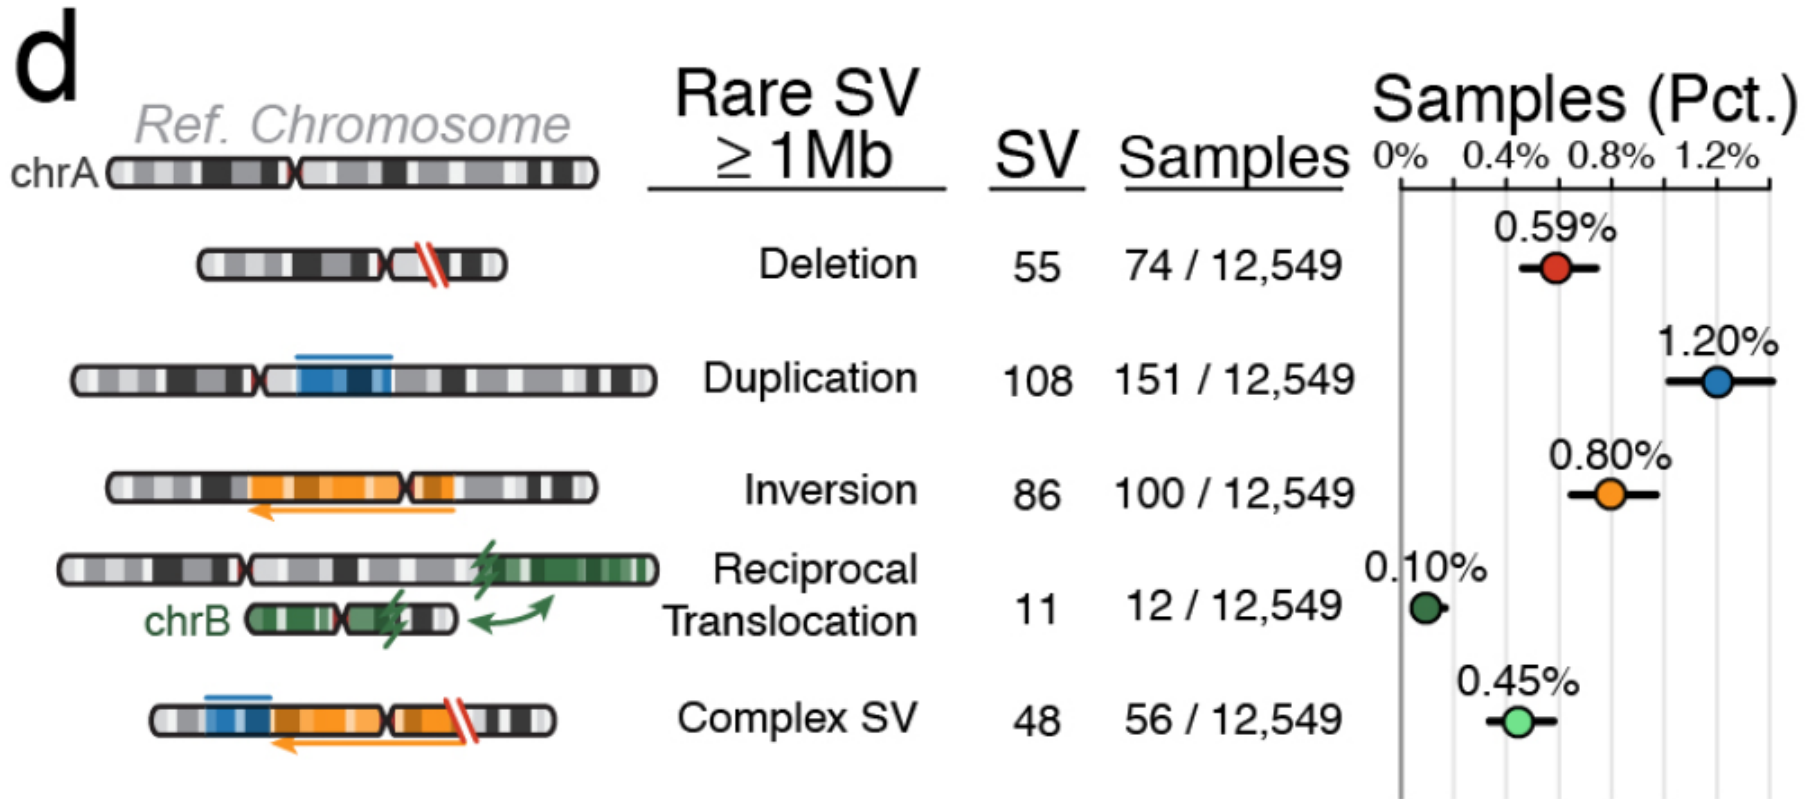 d
Ref. Chromosome
chrA
Rare SV
≥ 1Mb
SV
Samples
Samples (Pct.)
0% 0.4% 0.8% 1.2%
Deletion 55 74 / 12,549 0.59%
Duplication 108 151 / 12,549 1.20%
Inversion 86 100 / 12,549 0.80%
Reciprocal
Translocation 11 12 / 12,549 0.10%
chrB
Complex SV 48 56 / 12,549 0.45%